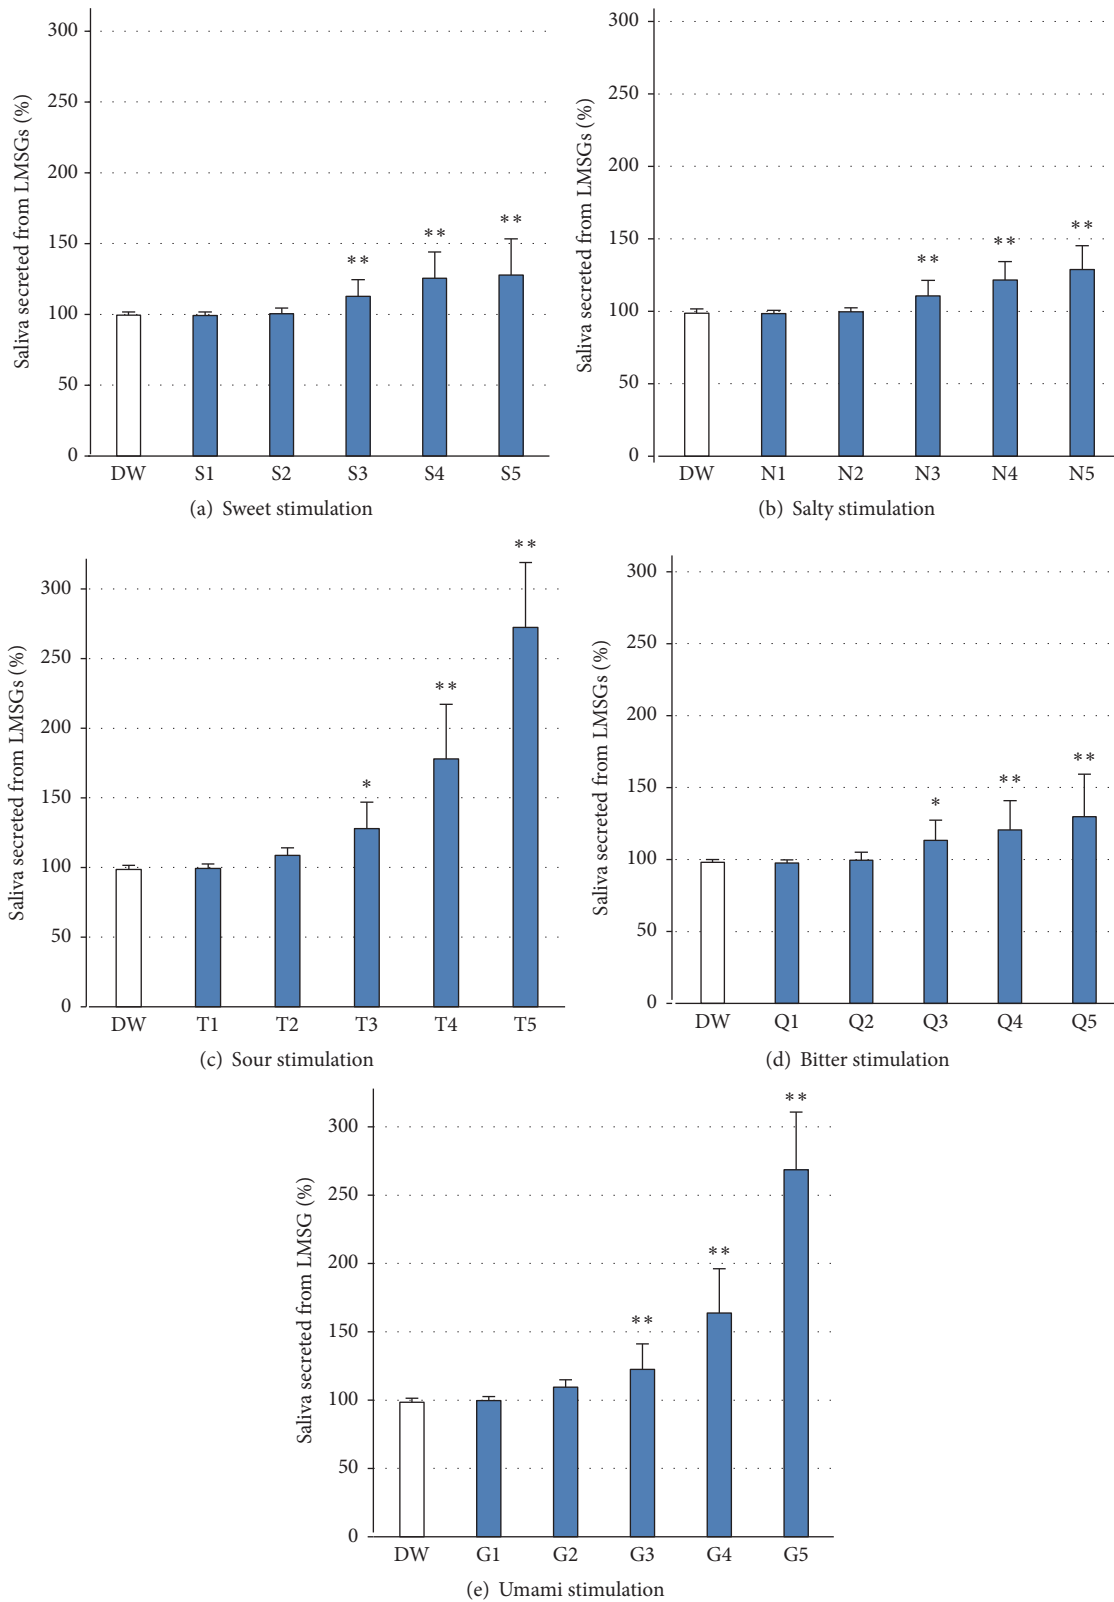 Saliva secreted from LMSGs (%)
300
250
200
150
100
50
0
** ** **
DW S1 S2 S3 S4 S5
(a) Sweet stimulation
Saliva secreted from LMSGs (%)
300
250
200
150
100
50
0
** ** **
DW N1 N2 N3 N4 N5
(b) Salty stimulation
Saliva secreted from LMSGs (%)
300
250
200
150
100
50
0
* ** **
DW T1 T2 T3 T4 T5
(c) Sour stimulation
Saliva secreted from LMSGs (%)
300
250
200
150
100
50
0
* ** **
DW Q1 Q2 Q3 Q4 Q5
(d) Bitter stimulation
Saliva secreted from LMSG (%)
300
250
200
150
100
50
0
** ** **
DW G1 G2 G3 G4 G5
(e) Umami stimulation